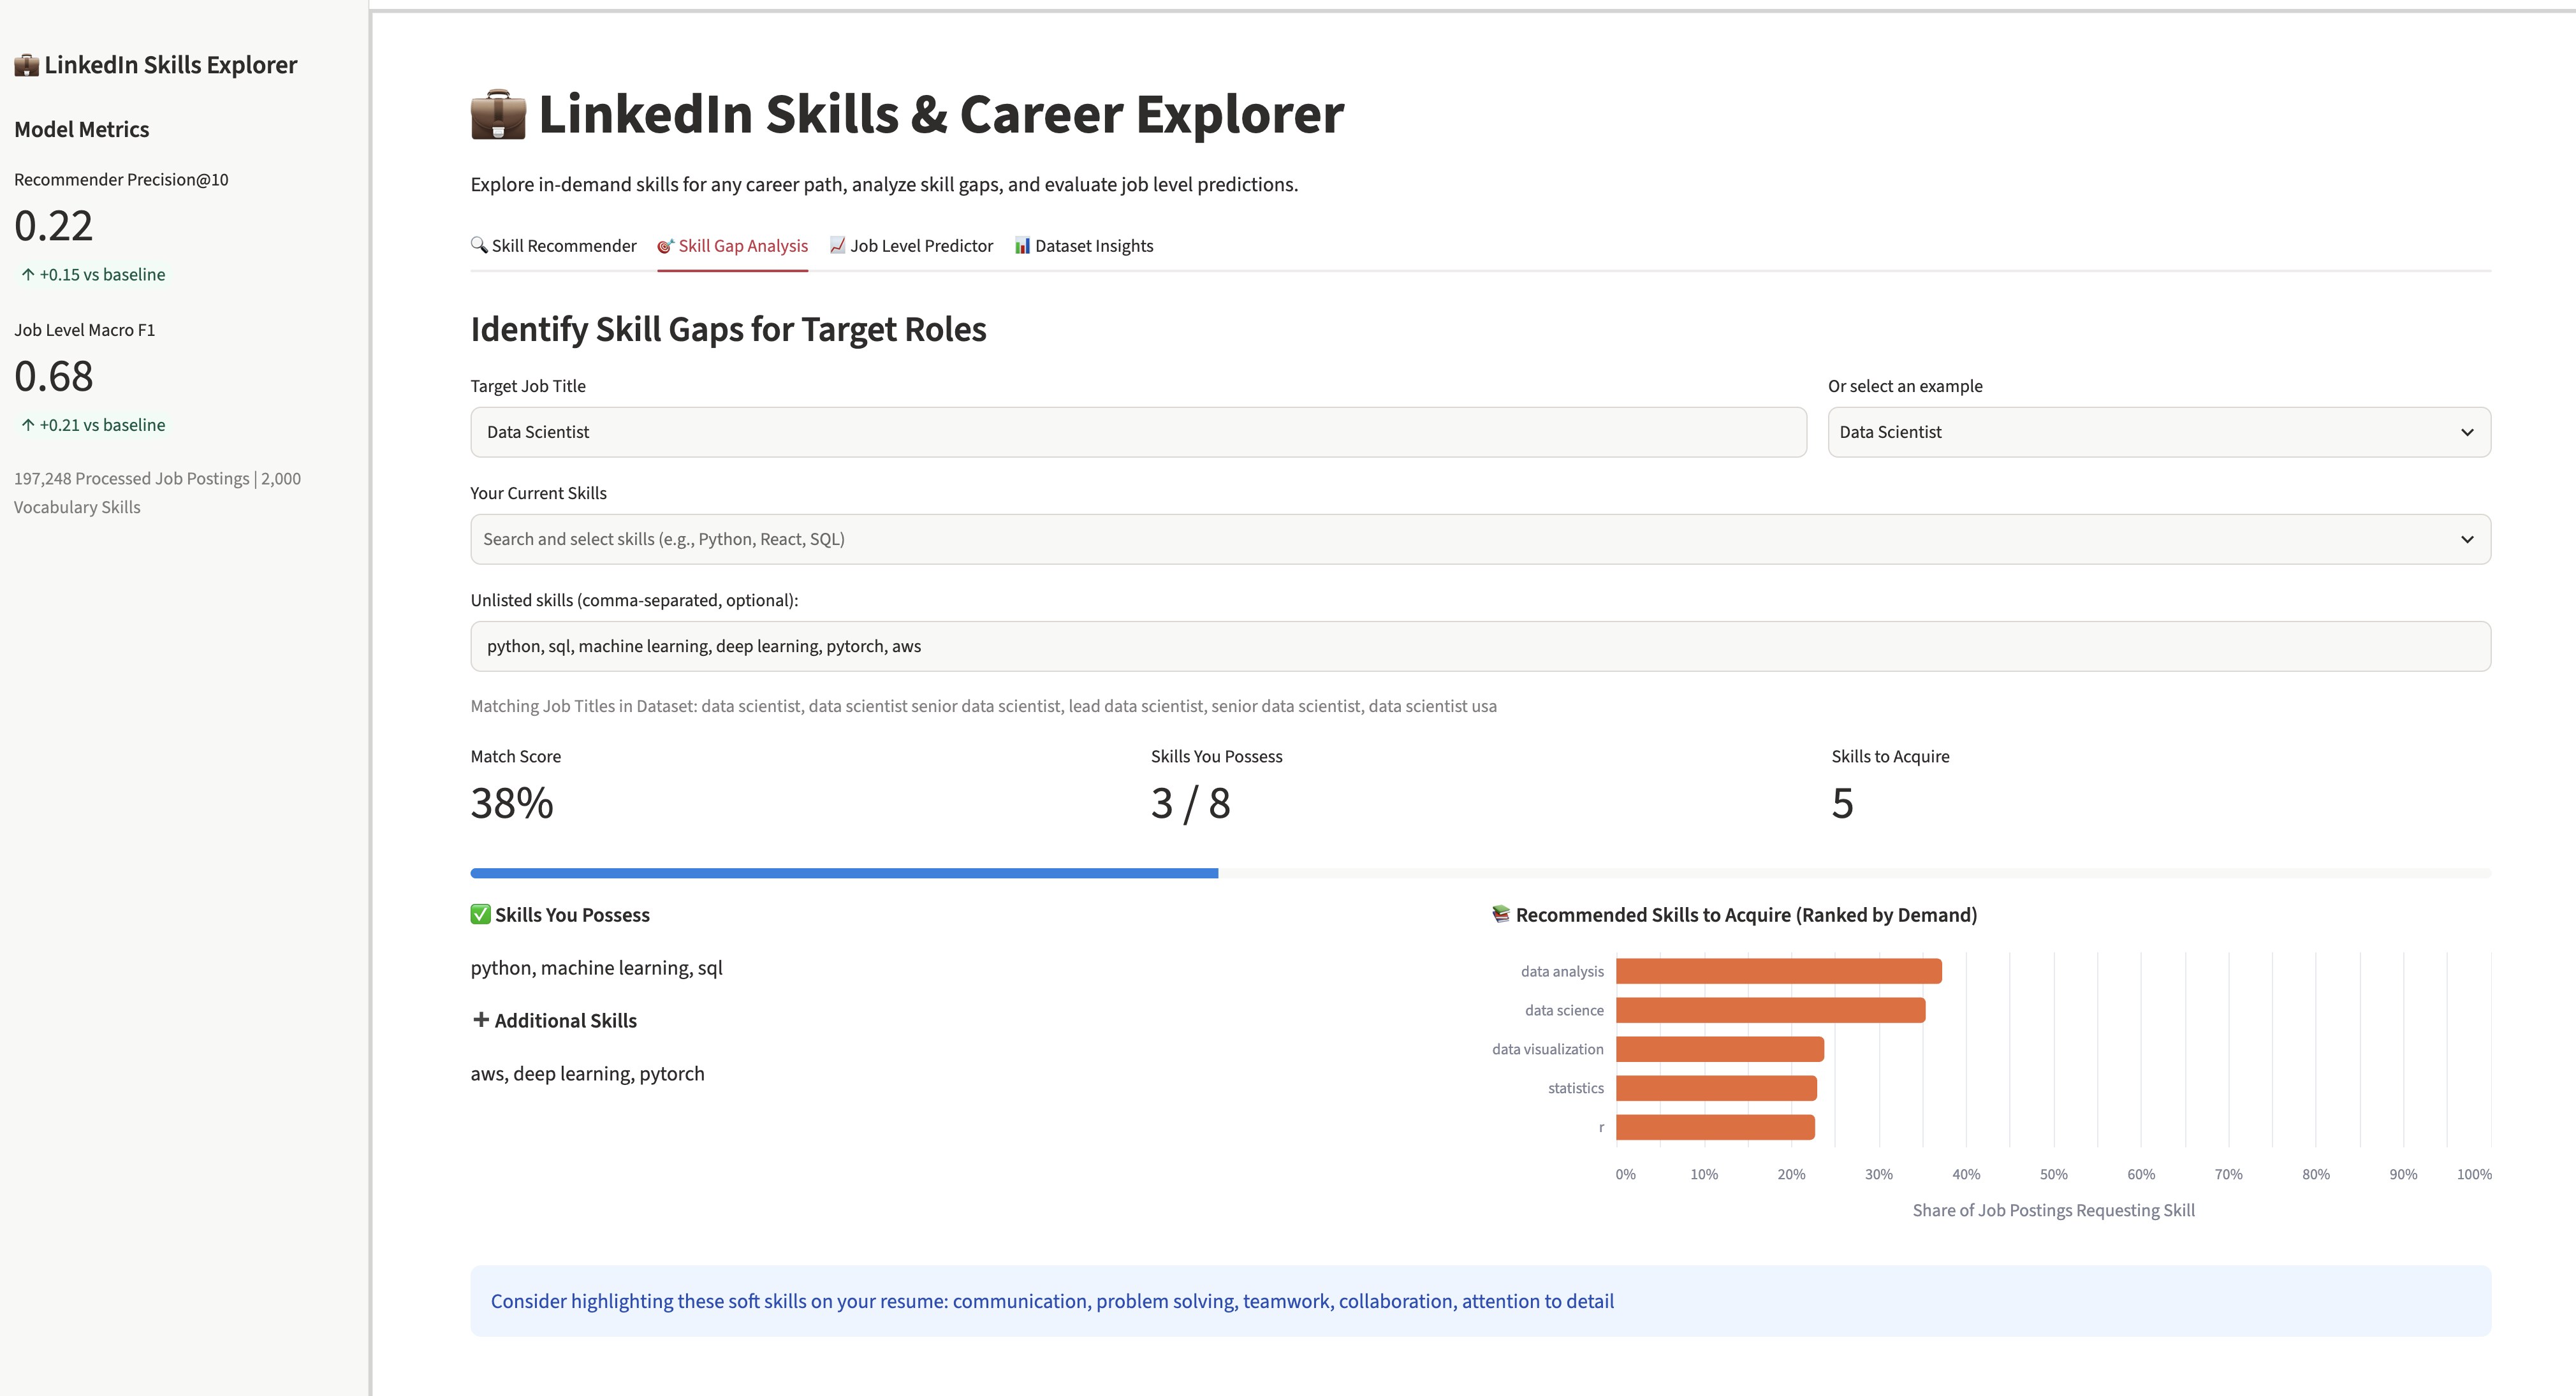 LinkedIn Skills Explorer
Model Metrics
Recommender Precision@10
0.22
↑ +0.15 vs baseline
Job Level Macro F1
0.68
↑ +0.21 vs baseline
197,248 Processed Job Postings | 2,000
Vocabulary Skills
LinkedIn Skills & Career Explorer
Explore in-demand skills for any career path, analyze skill gaps, and evaluate job level predictions.
Skill Recommender
Skill Gap Analysis
Job Level Predictor
Dataset Insights
Identify Skill Gaps for Target Roles
Target Job Title
Or select an example
Data Scientist
Data Scientist
Your Current Skills
Search and select skills (e.g., Python, React, SQL)
Unlisted skills (comma-separated, optional):
python, sql, machine learning, deep learning, pytorch, aws
Matching Job Titles in Dataset: data scientist, data scientist senior data scientist, lead data scientist, senior data scientist, data scientist usa
Match Score
38%
Skills You Possess
3 / 8
Skills to Acquire
5
Skills You Possess
python, machine learning, sql
Additional Skills
aws, deep learning, pytorch
Recommended Skills to Acquire (Ranked by Demand)
data analysis
data science
data visualization
statistics
r
0% 10% 20% 30% 40% 50% 60% 70% 80% 90% 100%
Share of Job Postings Requesting Skill
Consider highlighting these soft skills on your resume: communication, problem solving, teamwork, collaboration, attention to detail